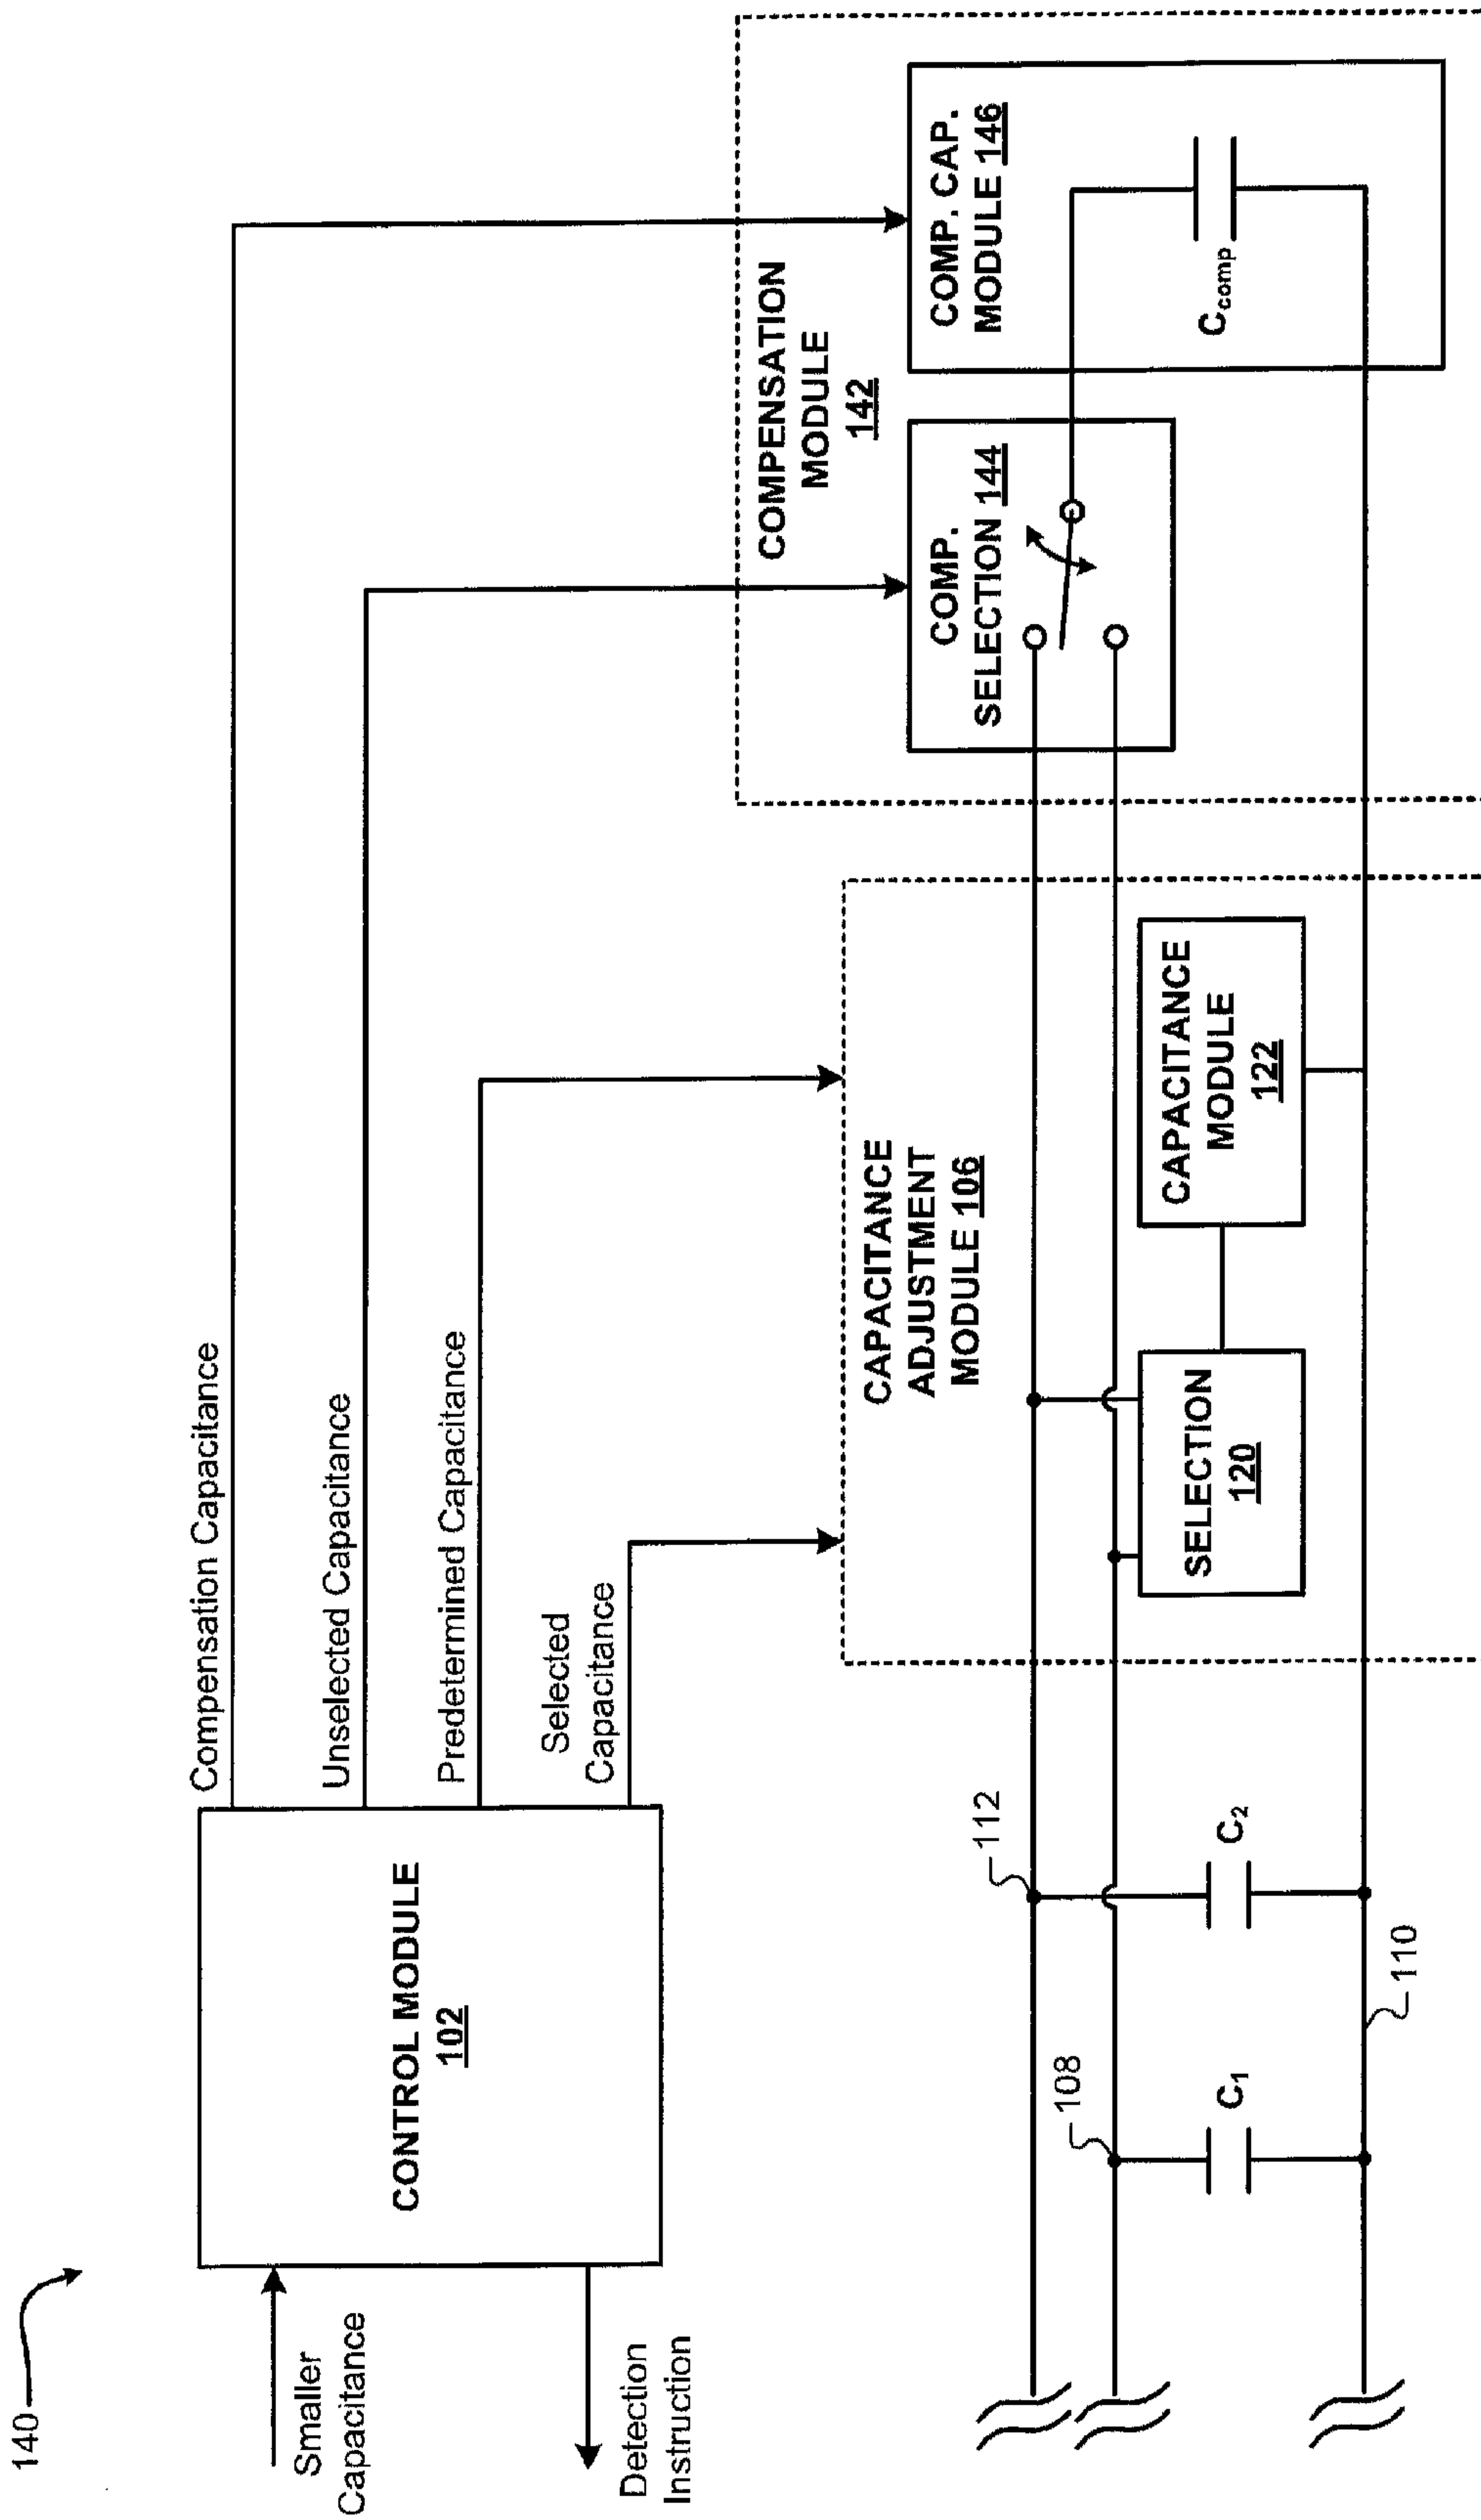 140
Compensation Capacitance
Unselected Capacitance
Predetermined Capacitance
Selected
Capacitance
Smaller
Capacitance
Detection
Instruction
CONTROL MODULE
102
COMPENSATION
MODULE
142
CAPACITANCE
ADJUSTMENT
MODULE 106
COMP.
SELECTION 144
COMP. CAP.
MODULE 146
Ccomp
112
108
C1
C2
110
SELECTION
120
CAPACITANCE
MODULE
122